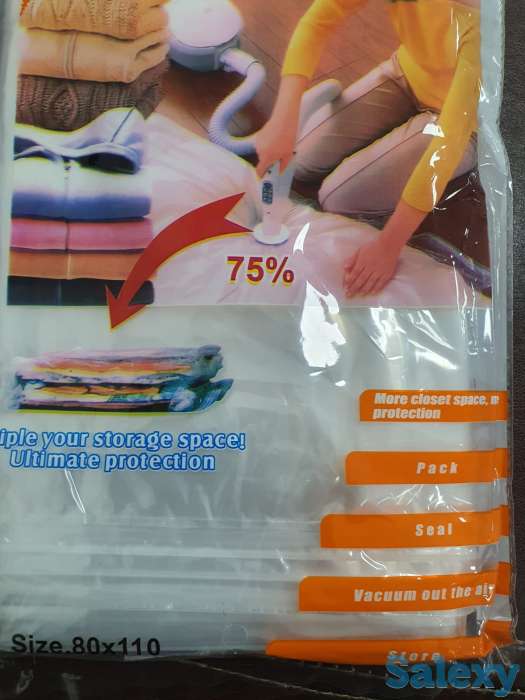 75%
More closet space, m
protection
iple your storage space!
Ultimate protection
Pack
Seal
Vacuum out the air
Size.80x110
Store
Salexy